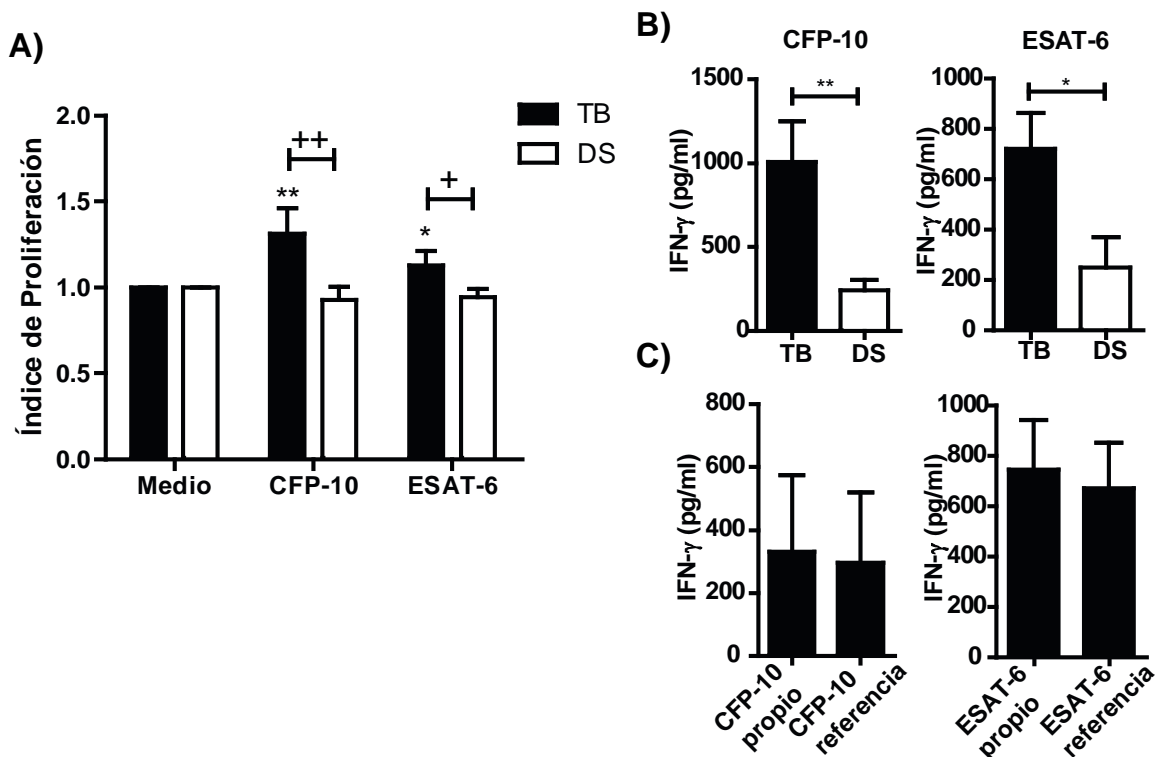 A)
Índice de Proliferación
2.0
1.5
1.0
0.5
0.0
++
**
+
*
TB
DS
Medio CFP-10 ESAT-6
B)
CFP-10
IFN-γ (pg/ml)
1500
1000
500
0
**
TB DS
ESAT-6
IFN-γ (pg/ml)
1000
800
600
400
200
0
*
TB DS
C)
IFN-γ (pg/ml)
800
600
400
200
0
CFP-10
propio
CFP-10
referencia
IFN-γ (pg/ml)
1000
800
600
400
200
0
ESAT-6
propio
ESAT-6
referencia